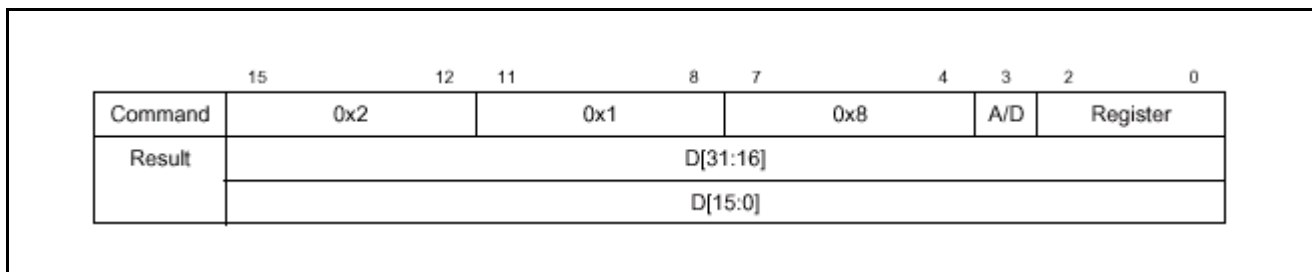 15 12 11 8 7 4 3 2 0
Command 0x2 0x1 0x8 A/D Register
Result D[31:16]
D[15:0]